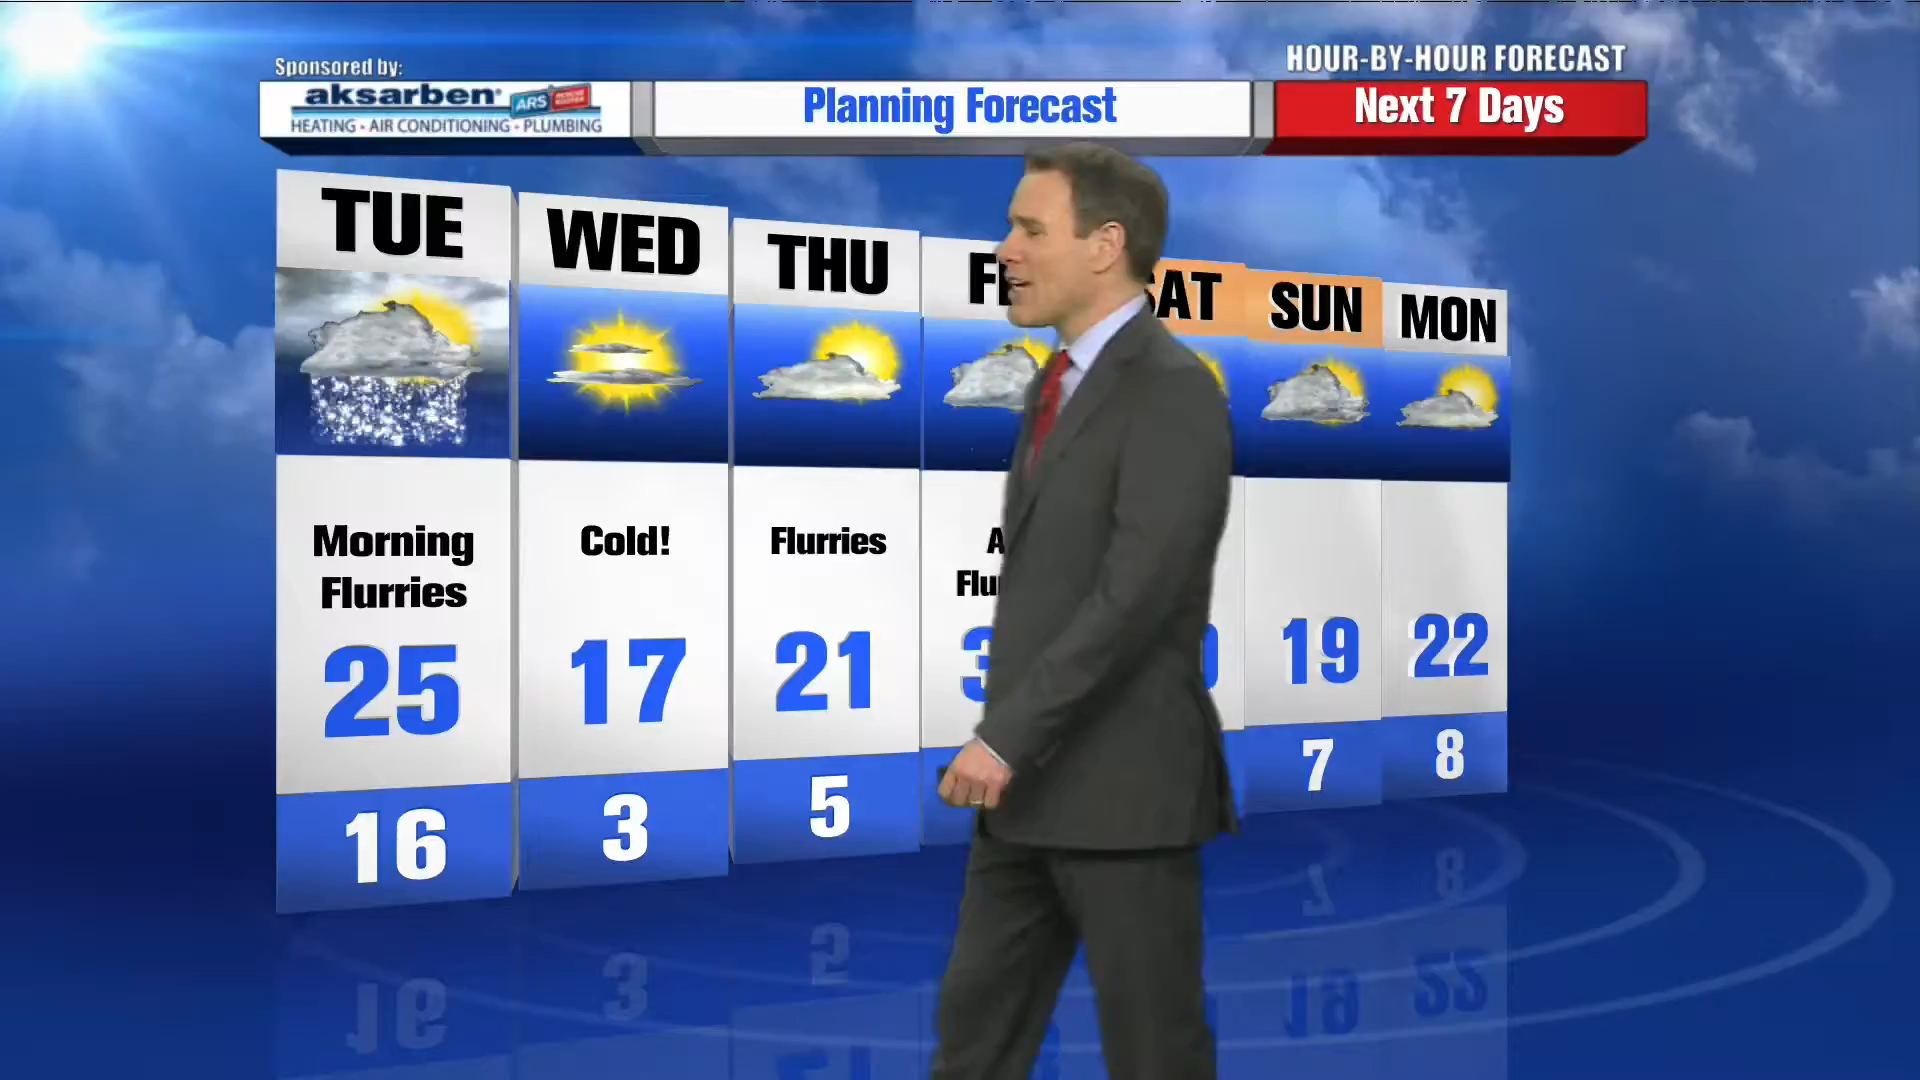 Sponsored by:
HOUR-BY-HOUR FORECAST
aksarben
ARS
HEATING - AIR CONDITIONING - PLUMBING
Planning Forecast
Next 7 Days
TUE
WED
THU
SUN
MON
Morning
Flurries
Cold!
Flurries
25
17
21
19
22
16
3
5
7
8